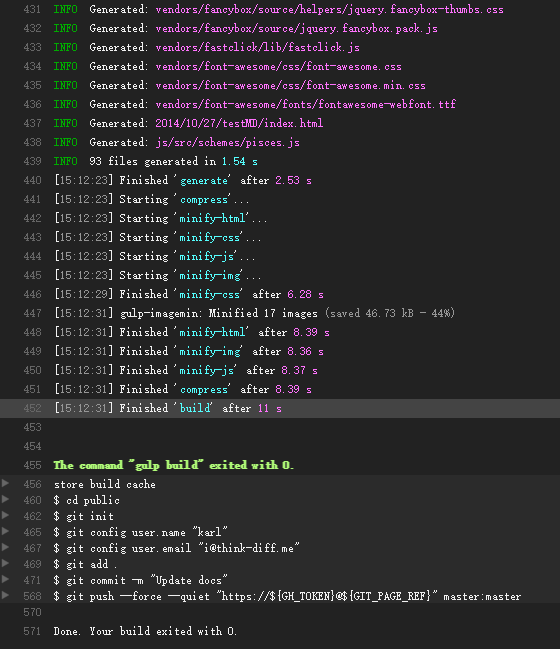 431 INFO Generated: vendors/fancybox/source/helpers/jquery.fancybox-thumbs.css
432 INFO Generated: vendors/fancybox/source/jquery.fancybox.pack.js
433 INFO Generated: vendors/fastclick/lib/fastclick.js
434 INFO Generated: vendors/font-awesome/css/font-awesome.css
435 INFO Generated: vendors/font-awesome/css/font-awesome.min.css
436 INFO Generated: vendors/font-awesome/fonts/fontawesome-webfont.ttf
437 INFO Generated: 2014/10/27/testMD/index.html
438 INFO Generated: js/src/schemes/pisces.js
439 INFO 93 files generated in 1.54 s
440 [15:12:23] Finished 'generate' after 2.53 s
441 [15:12:23] Starting 'compress'...
442 [15:12:23] Starting 'minify-html'...
443 [15:12:23] Starting 'minify-css'...
444 [15:12:23] Starting 'minify-js'...
445 [15:12:23] Starting 'minify-img'...
446 [15:12:29] Finished 'minify-css' after 6.28 s
447 [15:12:31] gulp-imagemin: Minified 17 images (saved 46.73 kB - 44%)
448 [15:12:31] Finished 'minify-html' after 8.39 s
449 [15:12:31] Finished 'minify-img' after 8.36 s
450 [15:12:31] Finished 'minify-js' after 8.37 s
451 [15:12:31] Finished 'compress' after 8.39 s
452 [15:12:31] Finished 'build' after 11 s
453
454
455 The command "gulp build" exited with 0.
456 store build cache
460 $ cd public
462 $ git init
465 $ git config user.name "karl"
467 $ git config user.email "i@think-diff.me"
469 $ git add .
471 $ git commit -m "Update docs"
568 $ git push --force --quiet "https://${GH_TOKEN}@${GIT_PAGE_REF}" master:master
570
571 Done. Your build exited with 0.